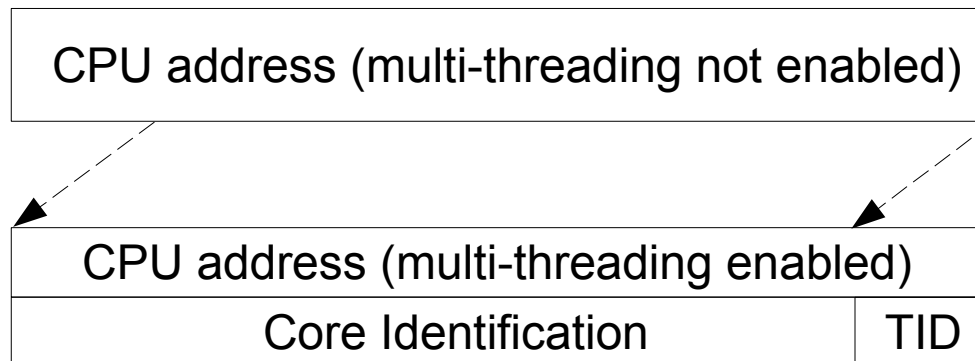 CPU address (multi-threading not enabled)
CPU address (multi-threading enabled)
Core Identification TID